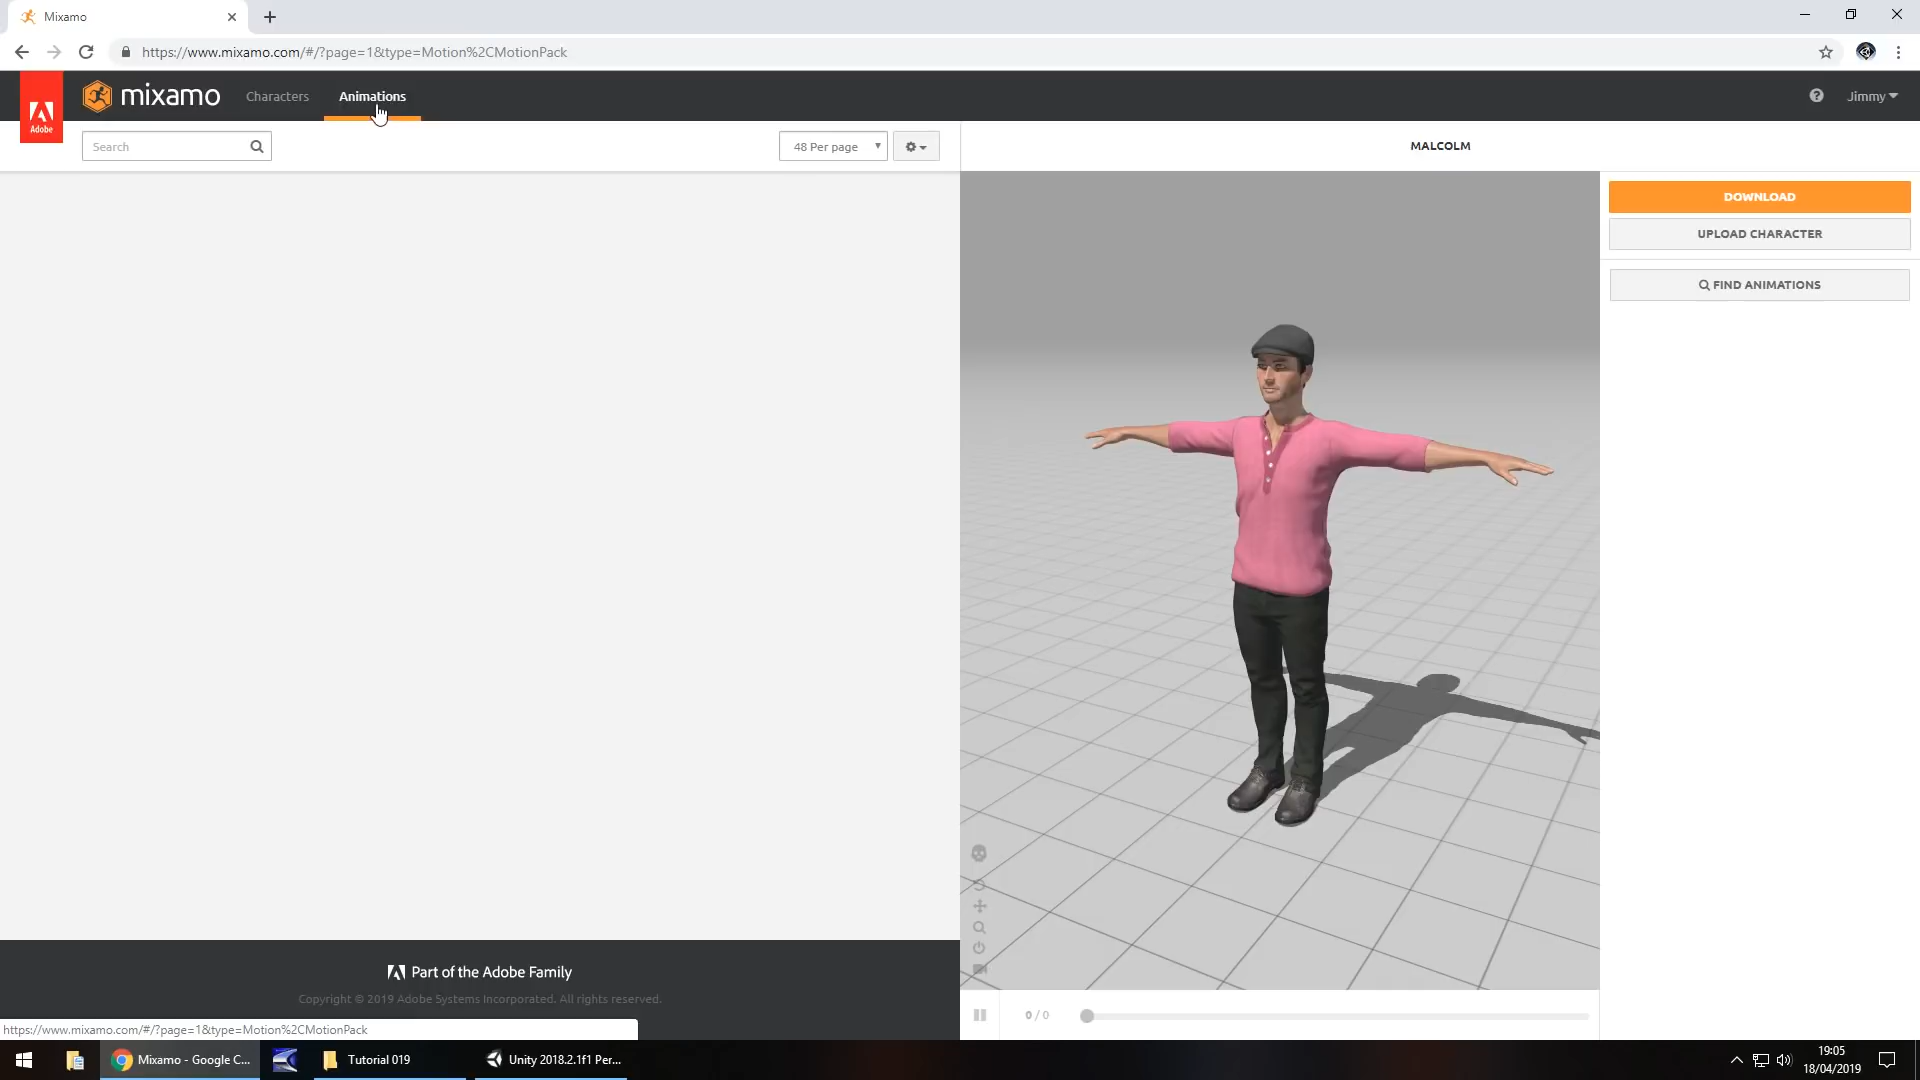 Mixamo
https://www.mixamo.com/#/?page=1&type=Motion%2CMotionPack
Adobe
mixamo
Characters
Animations
Jimmy
Search
48 Per page
MALCOLM
DOWNLOAD
UPLOAD CHARACTER
FIND ANIMATIONS
Part of the Adobe Family
Copyright © 2019 Adobe Systems Incorporated. All rights reserved.
0 / 0
https://www.mixamo.com/#/?page=1&type=Motion%2CMotionPack
Mixamo - Google C...
Tutorial 019
Unity 2018.2.1f1 Per...
19:05
18/04/2019